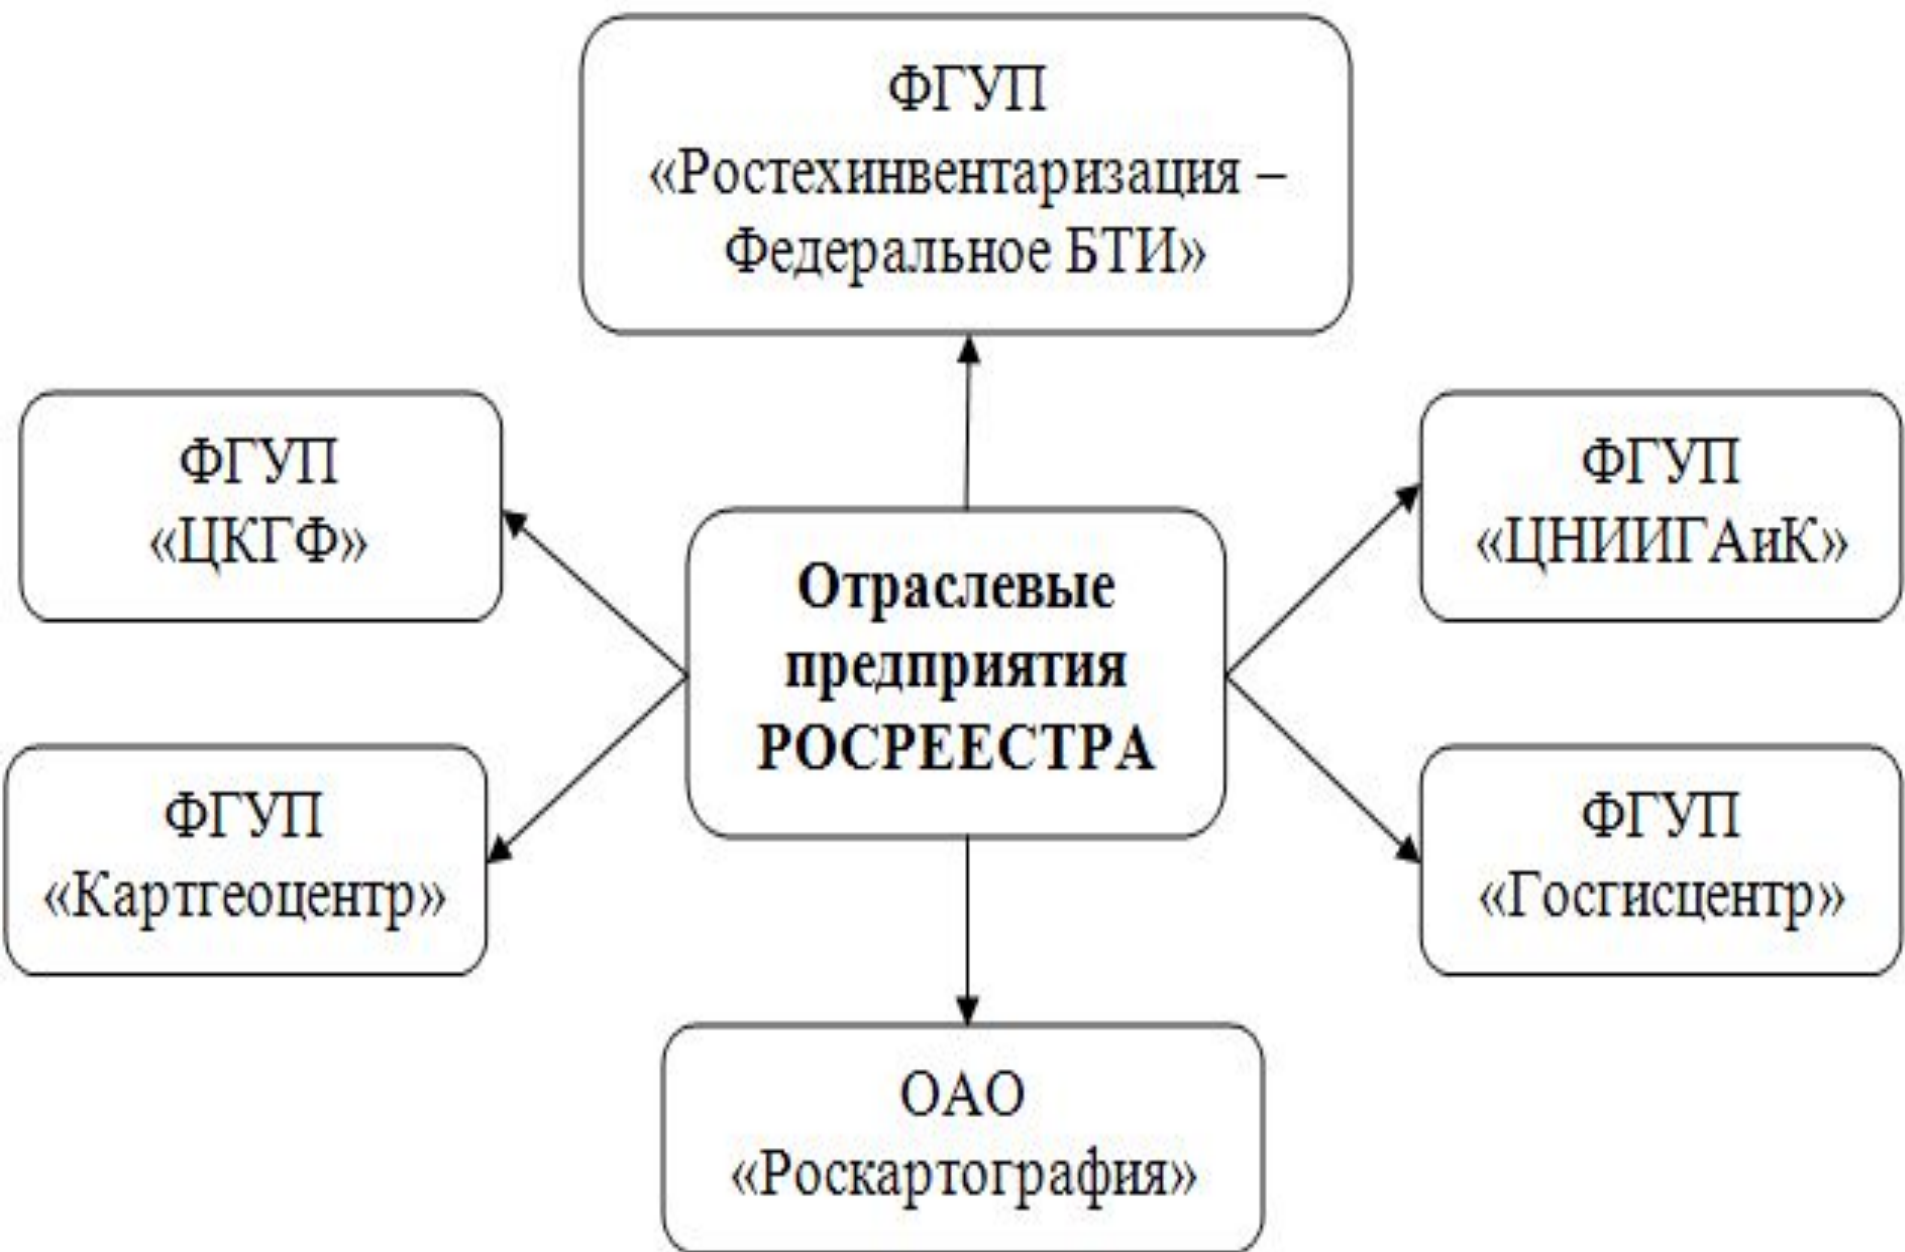 ФГУП
«Ростехинвентаризация –
Федеральное БТИ»
ФГУП
«ЦКГФ»
ФГУП
«ЦНИИГАиК»
Отраслевые
предприятия
РОСРЕЕСТРА
ФГУП
«Картгеоцентр»
ФГУП
«Госгисцентр»
ОАО
«Роскартография»